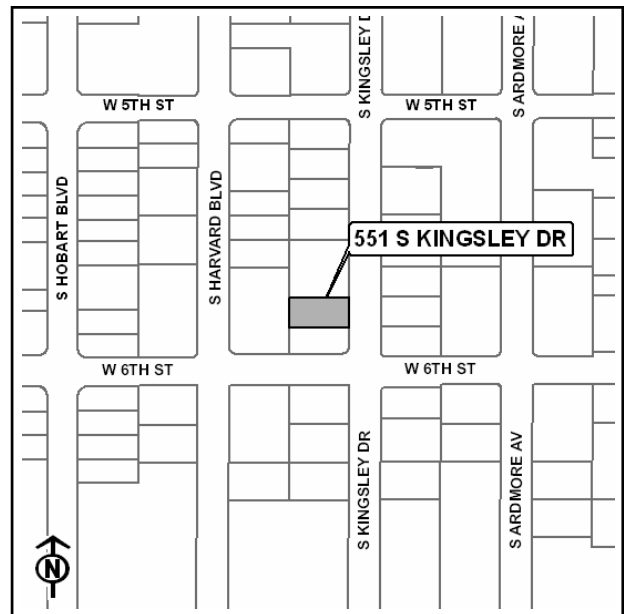 S KINGSLEY D
S ARDMORE A
W 5TH ST
W 5TH ST
S HOBART BLVD
S HARVARD BLVD
551 S KINGSLEY DR
W 6TH ST
W 6TH ST
S KINGSLEY DR
S ARDMORE AV
N